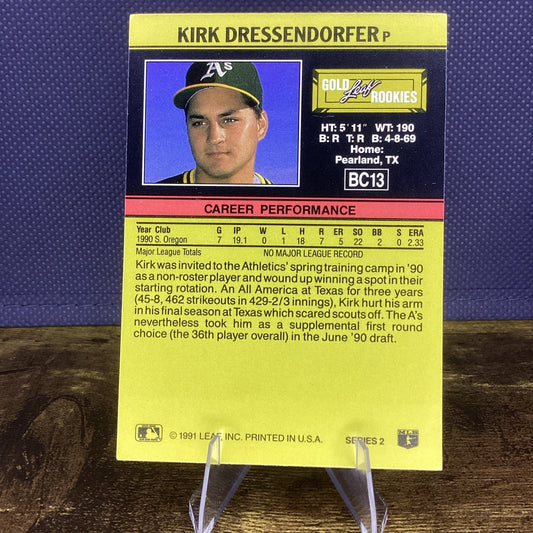 KIRK DRESSENDORFER P
A's
GOLD Leaf ROOKIES
HT: 5' 11" WT: 190
B: R T: R B: 4-8-69
Home:
Pearland, TX
BC13
CAREER PERFORMANCE
Year Club G IP W L H R ER SO BB S ERA
1990 S. Oregon 7 19.1 0 1 18 7 5 22 2 0 2.33
Major League Totals NO MAJOR LEAGUE RECORD
Kirk was invited to the Athletics' spring training camp in '90
as a non-roster player and wound up winning a spot in their
starting rotation. An All America at Texas for three years
(45-8, 462 strikeouts in 429-2/3 innings), Kirk hurt his arm
in his final season at Texas which scared scouts off. The A's
nevertheless took him as a supplemental first round
choice (the 36th player overall) in the June '90 draft.
© 1991 LEAF, INC. PRINTED IN U.S.A. SERIES 2